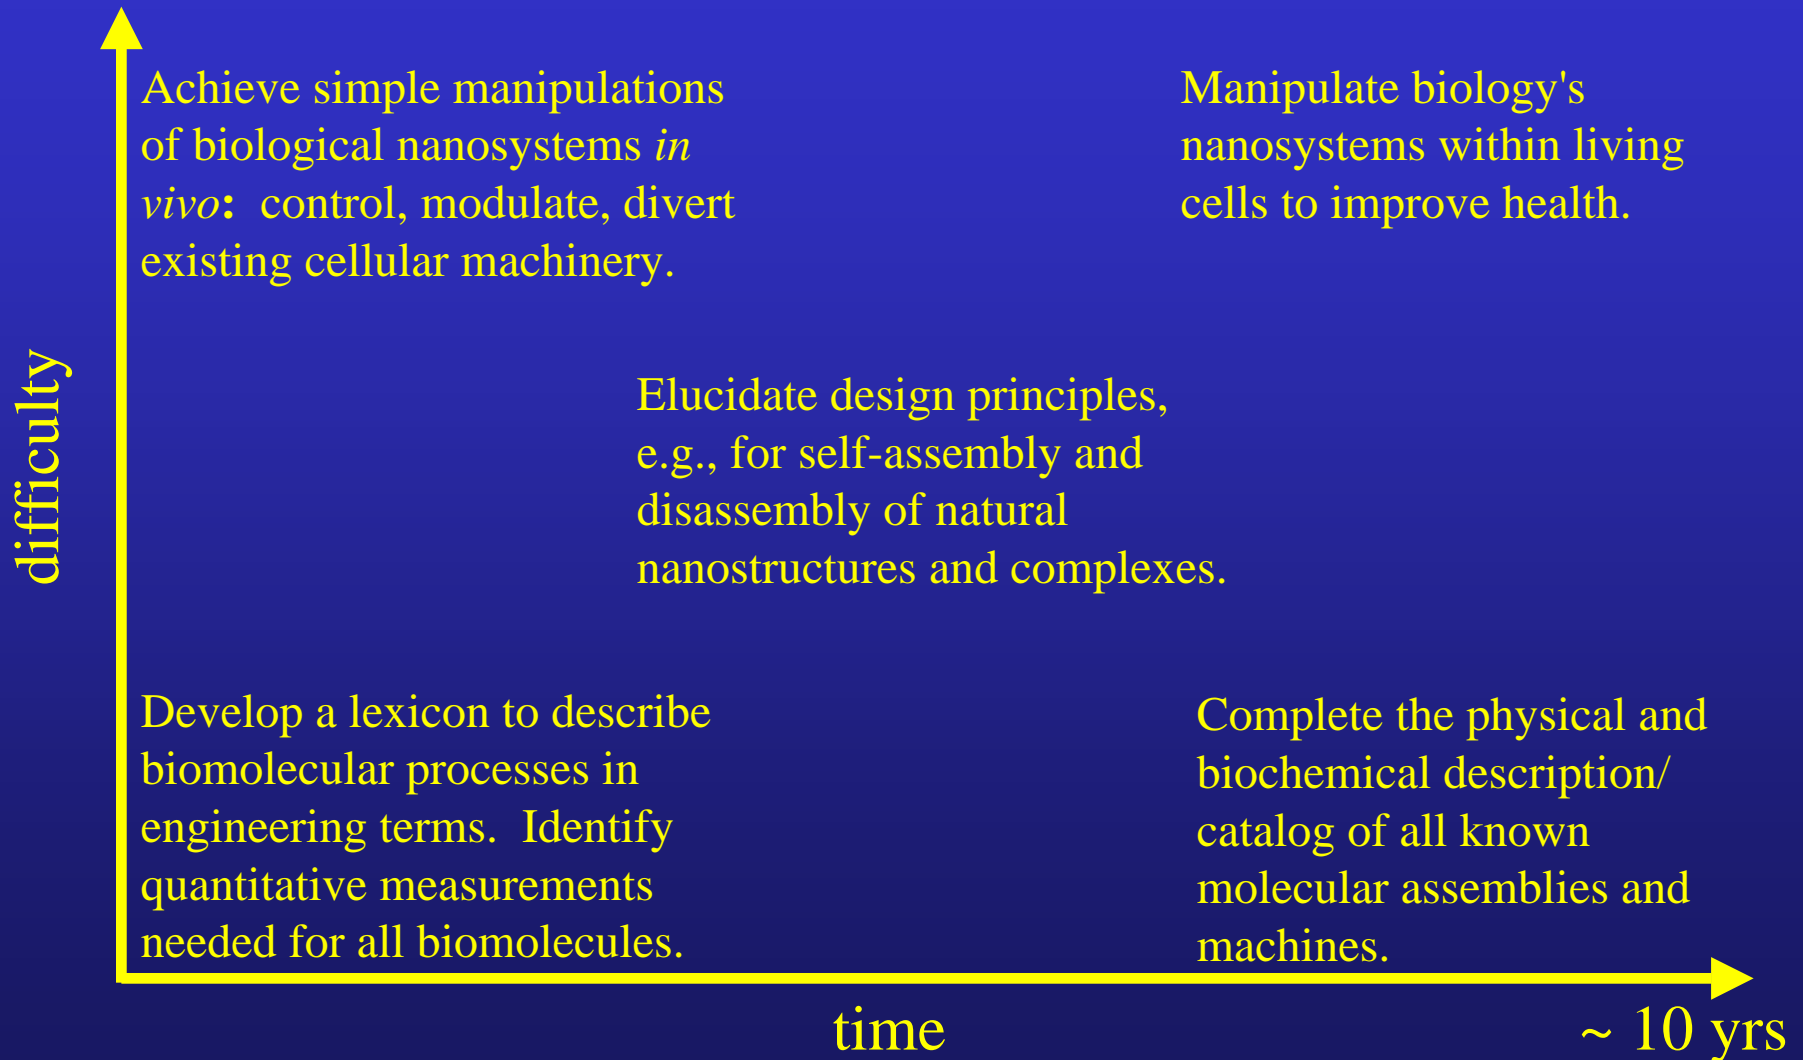 Achieve simple manipulations
of biological nanosystems in
vivo:  control, modulate, divert
existing cellular machinery.
Manipulate biology's
nanosystems within living
cells to improve health.
difficulty
Elucidate design principles,
e.g., for self-assembly and
disassembly of natural
nanostructures and complexes.
Develop a lexicon to describe
biomolecular processes in
engineering terms.  Identify
quantitative measurements
needed for all biomolecules.
Complete the physical and
biochemical description/
catalog of all known
molecular assemblies and
machines.
time
~ 10 yrs